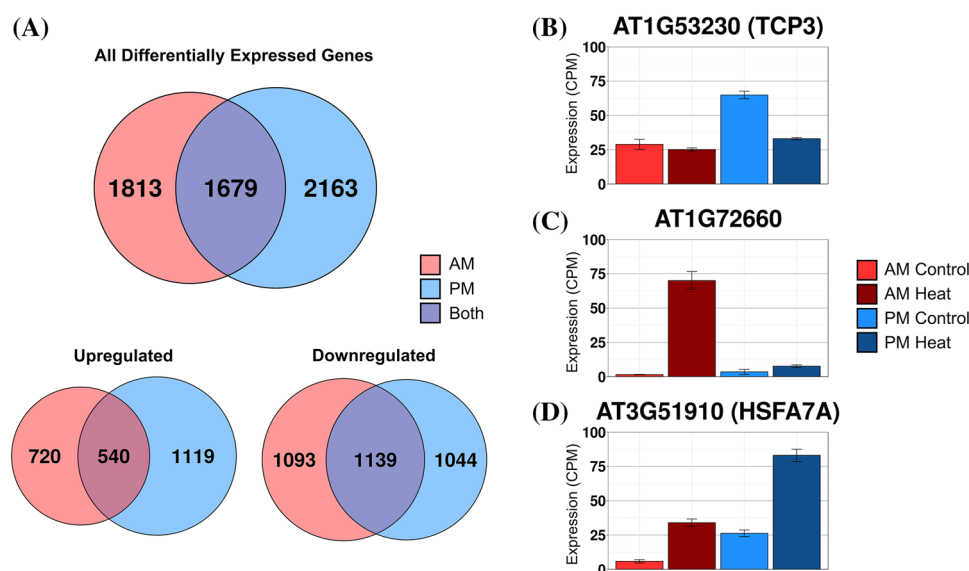 (A)
All Differentially Expressed Genes
1813 1679 2163
AM
PM
Both
Upregulated
720 540 1119
Downregulated
1093 1139 1044
(B) AT1G53230 (TCP3)
Expression (CPM)
100
75
50
25
0
(C) AT1G72660
Expression (CPM)
100
75
50
25
0
AM Control
AM Heat
PM Control
PM Heat
(D) AT3G51910 (HSFA7A)
Expression (CPM)
100
75
50
25
0